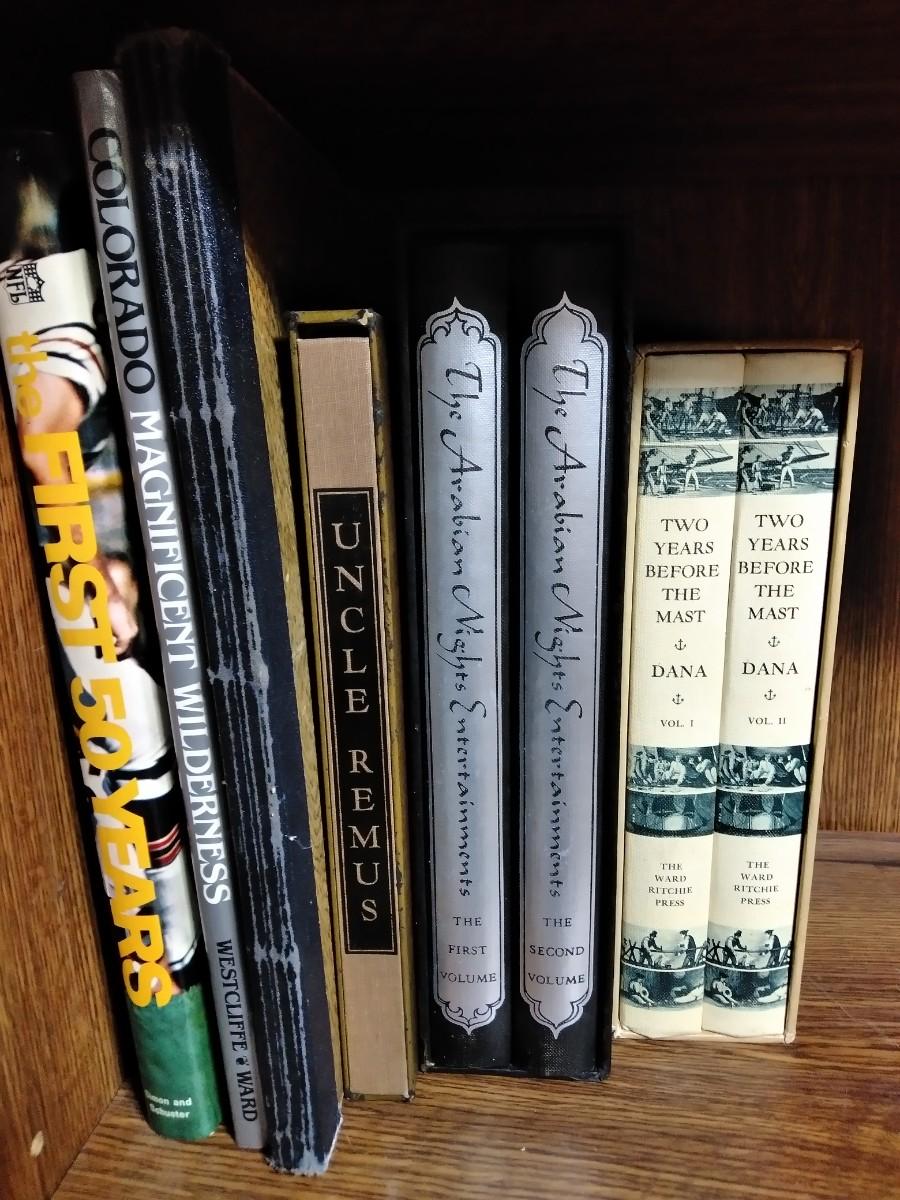 NFL
the FIRST 50 YEARS
Simon and
Schuster
COLORADO MAGNIFICENT WILDERNESS WESTCLIFFE & WARD
UNCLE REMUS
The Arabian Nights Entertainments
THE
FIRST
VOLUME
The Arabian Nights Entertainments
THE
SECOND
VOLUME
TWO
YEARS
BEFORE
THE
MAST
DANA
VOL. I
THE
WARD
RITCHIE
PRESS
TWO
YEARS
BEFORE
THE
MAST
DANA
VOL. II
THE
WARD
RITCHIE
PRESS